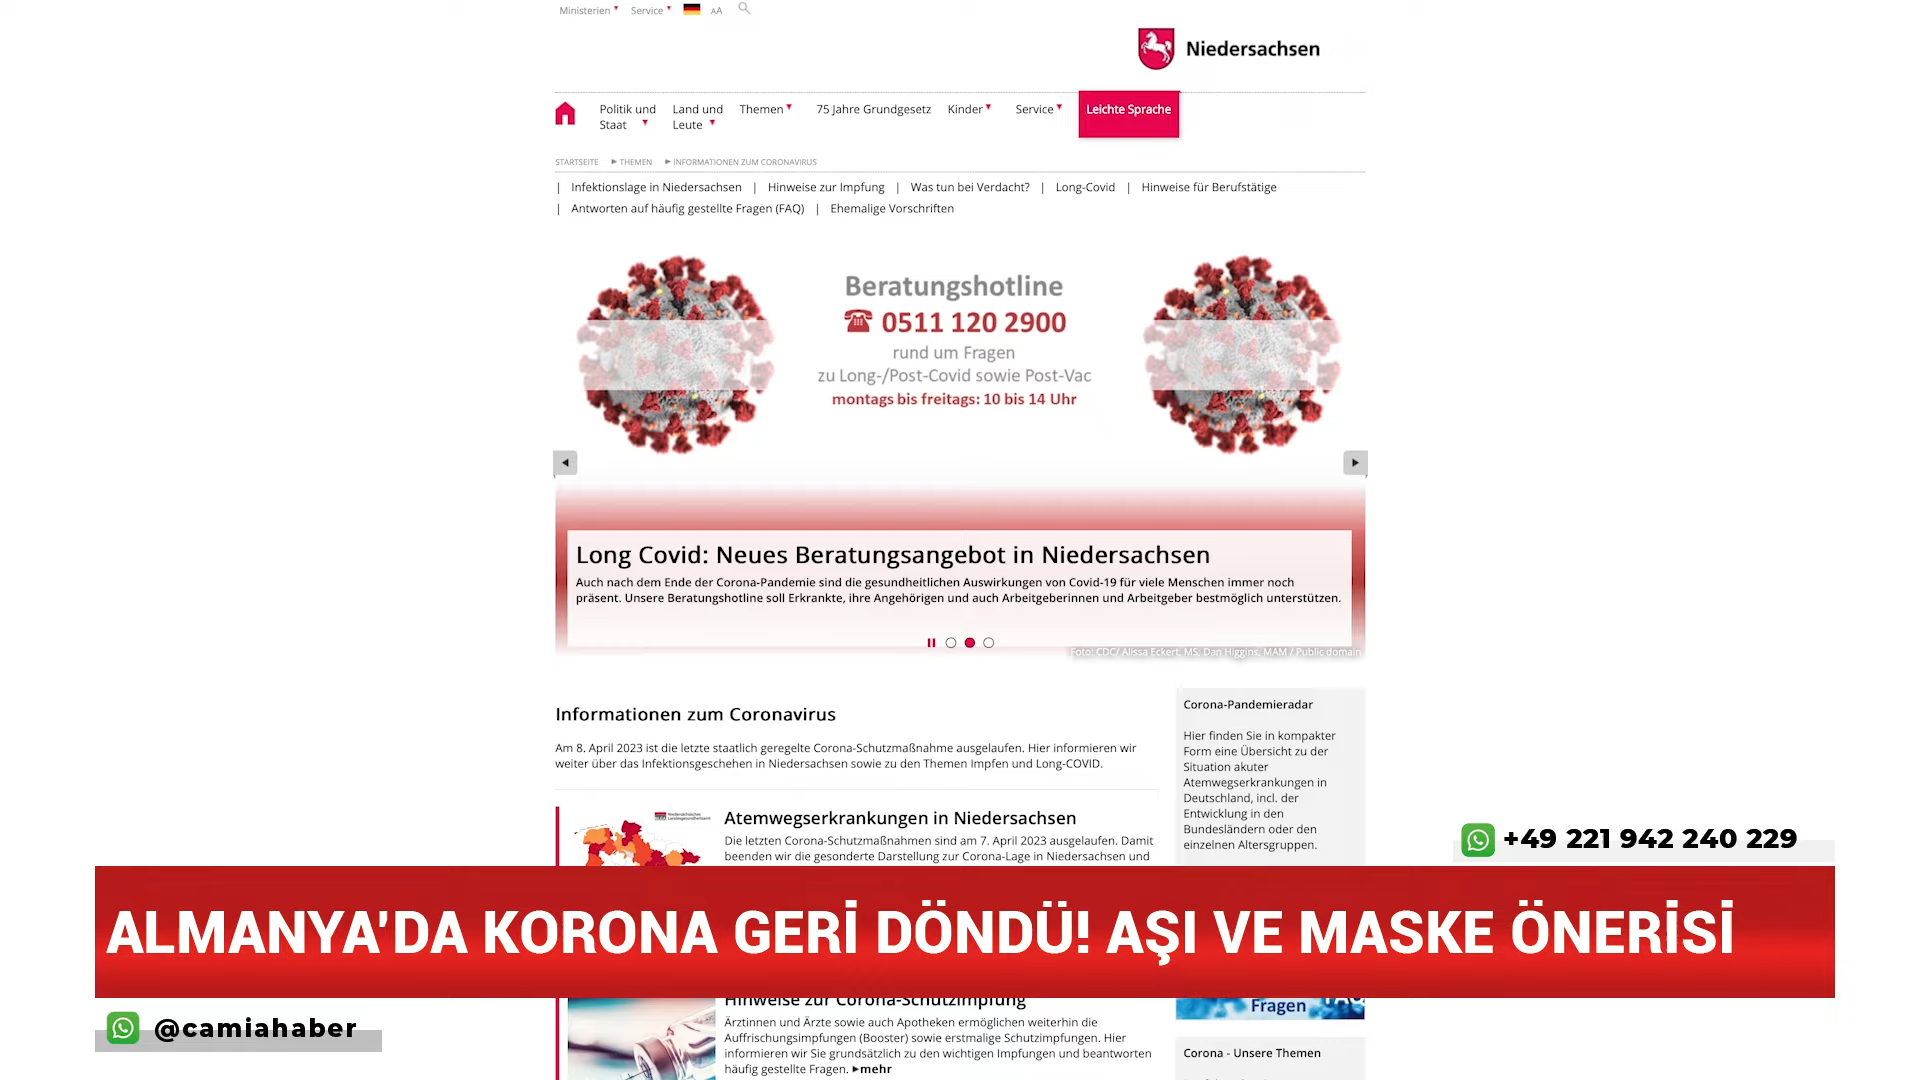 Ministerien Service AA
Niedersachsen
Politik und Staat Land und Leute Themen 75 Jahre Grundgesetz Kinder Service Leichte Sprache
STARTSEITE THEMEN INFORMATIONEN ZUM CORONAVIRUS
| Infektionslage in Niedersachsen | Hinweise zur Impfung | Was tun bei Verdacht? | Long-Covid | Hinweise für Berufstätige
| Antworten auf häufig gestellte Fragen (FAQ) | Ehemalige Vorschriften
Beratungshotline
0511 120 2900
rund um Fragen
zu Long-/Post-Covid sowie Post-Vac
montags bis freitags: 10 bis 14 Uhr
Long Covid: Neues Beratungsangebot in Niedersachsen
Auch nach dem Ende der Corona-Pandemie sind die gesundheitlichen Auswirkungen von Covid-19 für viele Menschen immer noch
präsent. Unsere Beratungshotline soll Erkrankte, ihre Angehörigen und auch Arbeitgeberinnen und Arbeitgeber bestmöglich unterstützen.
Foto: CDC/ Alissa Eckert, MS; Dan Higgins, MAM / Public domain
Informationen zum Coronavirus
Am 8. April 2023 ist die letzte staatlich geregelte Corona-Schutzmaßnahme ausgelaufen. Hier informieren wir
weiter über das Infektionsgeschehen in Niedersachsen sowie zu den Themen Impfen und Long-COVID.
Corona-Pandemieradar
Hier finden Sie in kompakter
Form eine Übersicht zu der
Situation akuter
Atemwegserkrankungen in
Deutschland, incl. der
Entwicklung in den
Bundesländern oder den
einzelnen Altersgruppen.
Atemwegserkrankungen in Niedersachsen
Die letzten Corona-Schutzmaßnahmen sind am 7. April 2023 ausgelaufen. Damit
beenden wir die gesonderte Darstellung zur Corona-Lage in Niedersachsen und
+49 221 942 240 229
ALMANYA'DA KORONA GERİ DÖNDÜ! AŞI VE MASKE ÖNERİSİ
@camiahaber
Hinweise zur Corona-Schutzimpfung
Ärztinnen und Ärzte sowie auch Apotheken ermöglichen weiterhin die
Auffrischungsimpfungen (Booster) sowie erstmalige Schutzimpfungen. Hier
informieren wir Sie grundsätzlich zu den wichtigen Impfungen und beantworten
häufig gestellte Fragen. mehr
Fragen
Corona - Unsere Themen